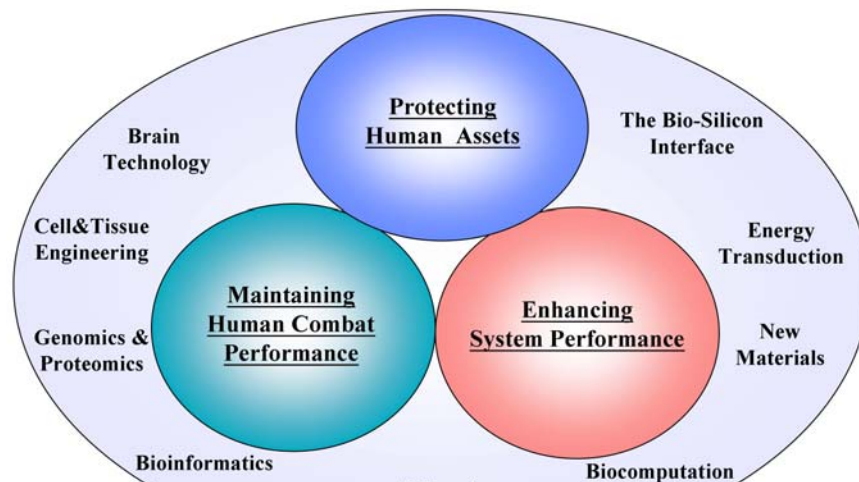 Protecting
Human Assets
Brain
Technology
The Bio-Silicon
Interface
Cell&Tissue
Engineering
Energy
Transduction
Maintaining
Human Combat
Performance
Enhancing
System Performance
Genomics &
Proteomics
New
Materials
Bioinformatics
Biocomputation